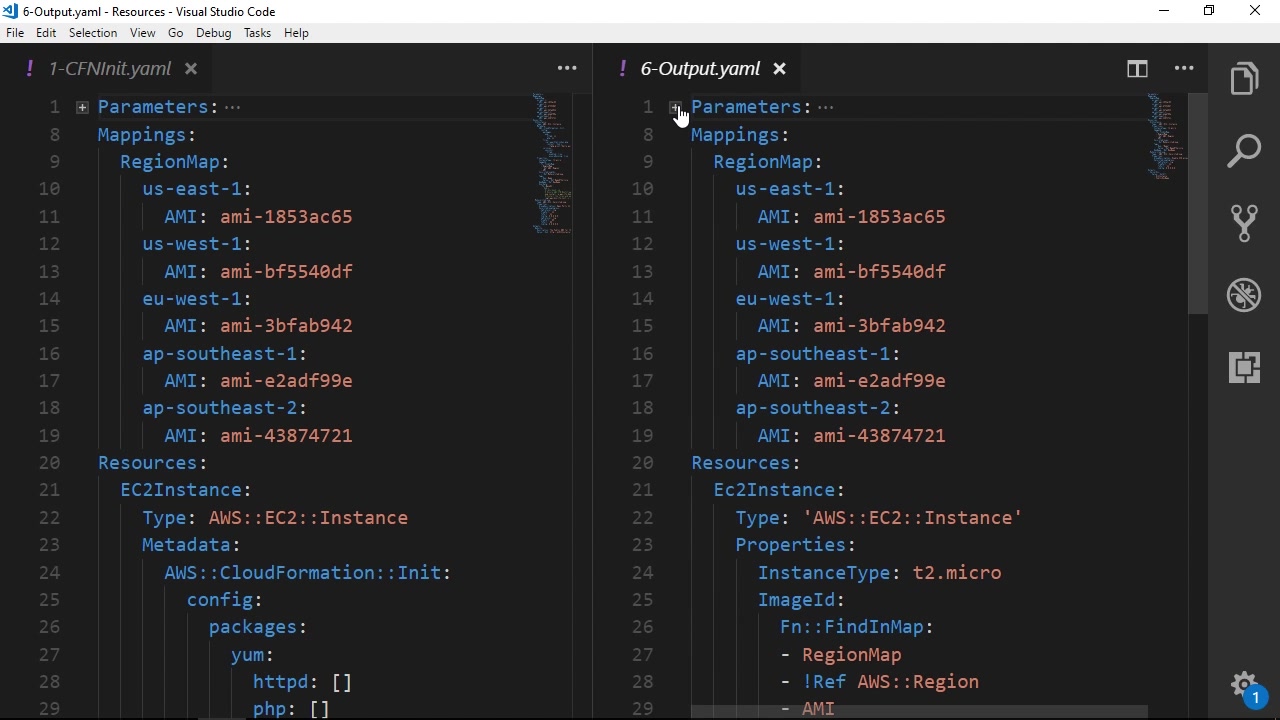 6-Output.yaml - Resources - Visual Studio Code
File Edit Selection View Go Debug Tasks Help
! 1-CFNInit.yaml
1 Parameters: ...
8 Mappings:
9 RegionMap:
10 us-east-1:
11 AMI: ami-1853ac65
12 us-west-1:
13 AMI: ami-bf5540df
14 eu-west-1:
15 AMI: ami-3bfab942
16 ap-southeast-1:
17 AMI: ami-e2adf99e
18 ap-southeast-2:
19 AMI: ami-43874721
20 Resources:
21 EC2Instance:
22 Type: AWS::EC2::Instance
23 Metadata:
24 AWS::CloudFormation::Init:
25 config:
26 packages:
27 yum:
28 httpd: []
29 php: []
! 6-Output.yaml
1 Parameters: ...
8 Mappings:
9 RegionMap:
10 us-east-1:
11 AMI: ami-1853ac65
12 us-west-1:
13 AMI: ami-bf5540df
14 eu-west-1:
15 AMI: ami-3bfab942
16 ap-southeast-1:
17 AMI: ami-e2adf99e
18 ap-southeast-2:
19 AMI: ami-43874721
20 Resources:
21 Ec2Instance:
22 Type: 'AWS::EC2::Instance'
23 Properties:
24 InstanceType: t2.micro
25 ImageId:
26 Fn::FindInMap:
27 - RegionMap
28 - !Ref AWS::Region
29 - AMI
1